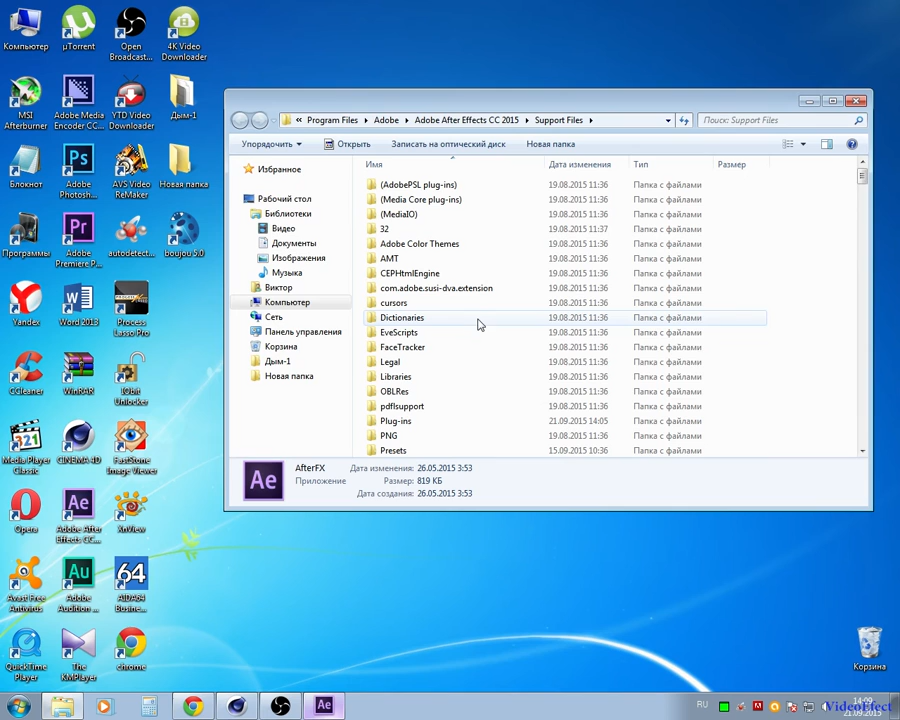 Компьютер
µTorrent
Open Broadcast...
4K Video Downloader
MSI Afterburner
Adobe Media Encoder CC...
YTD Video Downloader
Дым-1
Блокнот
Adobe Photosh...
AVS Video ReMaker
Новая папка
Программы
Adobe Premiere P...
autodetect...
boujou 5.0
Yandex
Word 2013
Process Lasso Pro
CCleaner
WinRAR
IObit Unlocker
Media Player Classic
CINEMA 4D
FastStone Image Viewer
Opera
Adobe After Effects CC...
XnView
Avast Free Antivirus
Adobe Audition ...
AIDA64 Busine...
QuickTime Player
The KMPlayer
chrome
Корзина
« Program Files Adobe Adobe After Effects CC 2015 Support Files
Поиск: Support Files
Упорядочить Открыть Записать на оптический диск Новая папка
Избранное
Рабочий стол
Библиотеки
Видео
Документы
Изображения
Музыка
Виктор
Компьютер
Сеть
Панель управления
Корзина
Дым-1
Новая папка
Имя Дата изменения Тип Размер
(AdobePSL plug-ins) 19.08.2015 11:36 Папка с файлами
(Media Core plug-ins) 19.08.2015 11:36 Папка с файлами
(MediaIO) 19.08.2015 11:36 Папка с файлами
32 19.08.2015 11:37 Папка с файлами
Adobe Color Themes 19.08.2015 11:36 Папка с файлами
AMT 19.08.2015 11:36 Папка с файлами
CEPHtmlEngine 19.08.2015 11:36 Папка с файлами
com.adobe.susi-dva.extension 19.08.2015 11:36 Папка с файлами
cursors 19.08.2015 11:36 Папка с файлами
Dictionaries 19.08.2015 11:36 Папка с файлами
EveScripts 19.08.2015 11:36 Папка с файлами
FaceTracker 19.08.2015 11:36 Папка с файлами
Legal 19.08.2015 11:36 Папка с файлами
Libraries 19.08.2015 11:36 Папка с файлами
OBLRes 19.08.2015 11:36 Папка с файлами
pdflsupport 19.08.2015 11:36 Папка с файлами
Plug-ins 21.09.2015 14:05 Папка с файлами
PNG 19.08.2015 11:36 Папка с файлами
Presets 15.09.2015 10:36 Папка с файлами
Ae
AfterFX Дата изменения: 26.05.2015 3:53
Приложение Размер: 819 КБ
Дата создания: 26.05.2015 3:53
RU
14:09
21.09.2015
VideoEffect